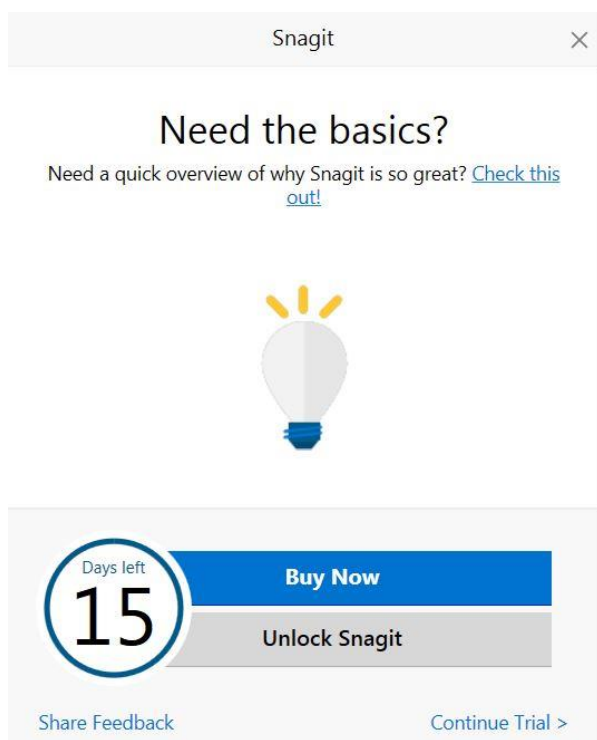 Snagit
Need the basics?
Need a quick overview of why Snagit is so great? Check this
out!
Days left
15
Buy Now
Unlock Snagit
Share Feedback
Continue Trial >